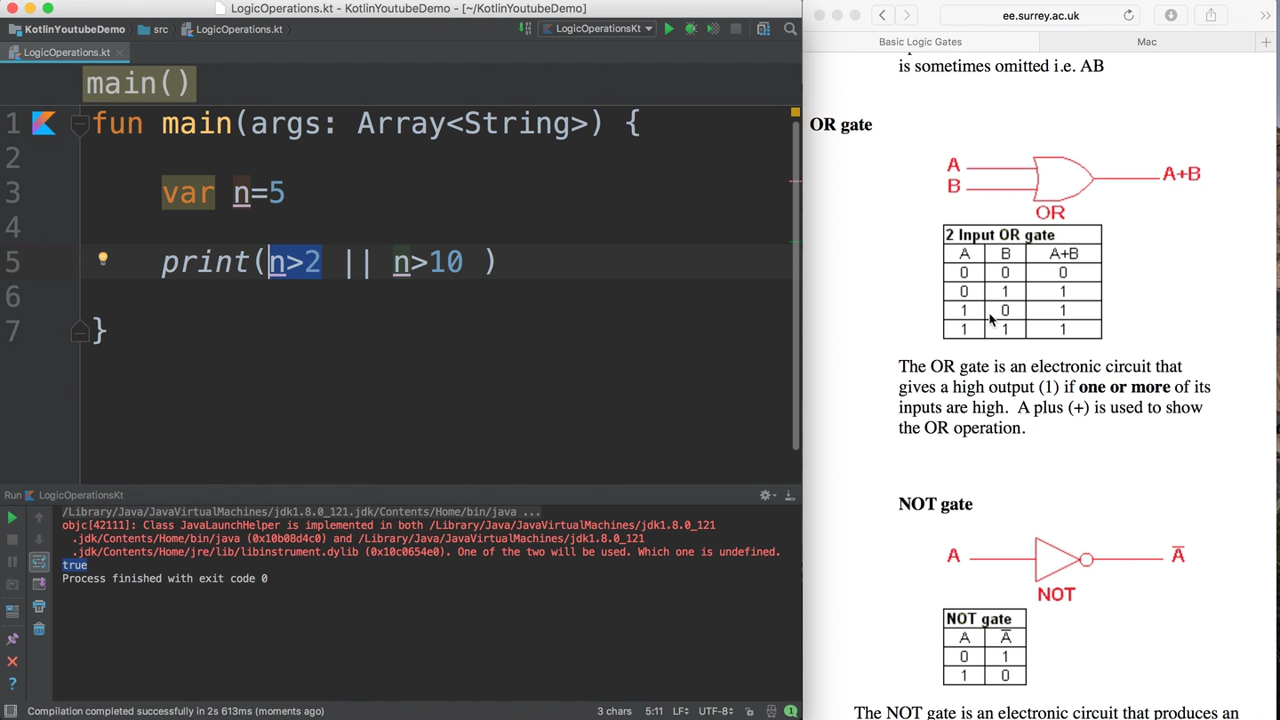 LogicOperations.kt - KotlinYoutubeDemo - [~/KotlinYoutubeDemo]
KotlinYoutubeDemo src LogicOperations.kt LogicOperationsKt
LogicOperations.kt
main()
1 fun main(args: Array<String>) {
2
3 var n=5
4
5 print(n>2 || n>10 )
6
7 }
Run LogicOperationsKt
/Library/Java/JavaVirtualMachines/jdk1.8.0_121.jdk/Contents/Home/bin/java ...
objc[42111]: Class JavaLaunchHelper is implemented in both /Library/Java/JavaVirtualMachines/jdk1.8.0_121
.jdk/Contents/Home/bin/java (0x10b08d4c0) and /Library/Java/JavaVirtualMachines/jdk1.8.0_121
.jdk/Contents/Home/jre/lib/libinstrument.dylib (0x10c0654e0). One of the two will be used. Which one is undefined.
true
Process finished with exit code 0
Compilation completed successfully in 2s 613ms (moments ago) 3 chars 5:11 LF÷ UTF-8÷ 1
ee.surrey.ac.uk
Basic Logic Gates Mac
is sometimes omitted i.e. AB
OR gate
A
B
A+B
OR
2 Input OR gate
A B A+B
0 0 0
0 1 1
1 0 1
1 1 1
The OR gate is an electronic circuit that
gives a high output (1) if one or more of its
inputs are high. A plus (+) is used to show
the OR operation.
NOT gate
A A̅
NOT
NOT gate
A A̅
0 1
1 0
The NOT gate is an electronic circuit that produces an